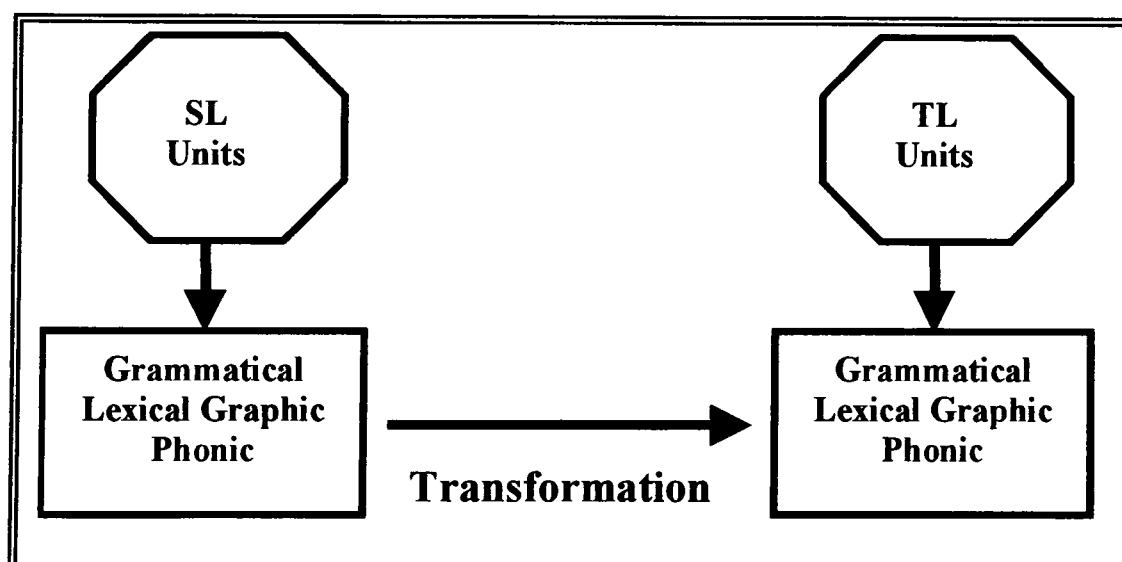 SL
Units
TL
Units
Grammatical
Lexical Graphic
Phonic
Transformation
Grammatical
Lexical Graphic
Phonic